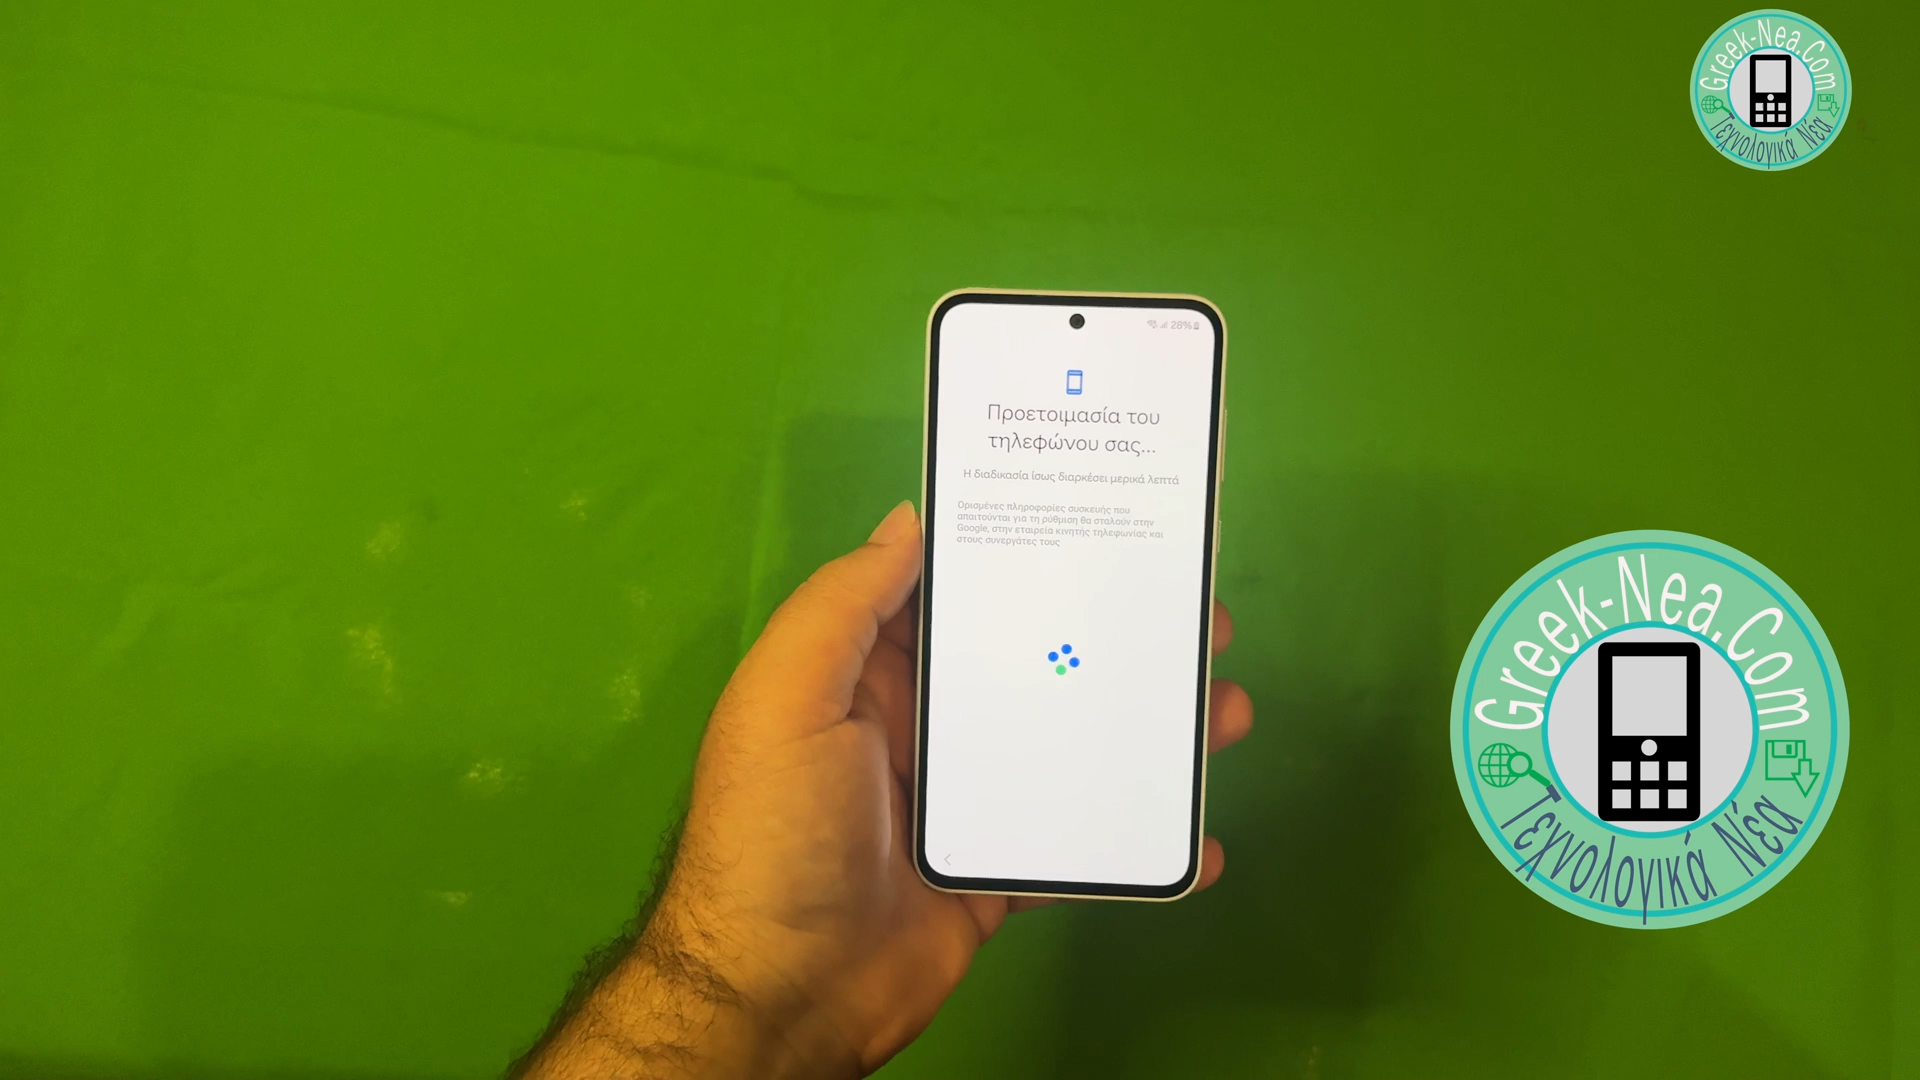 Greek-Nea.Com
Τεχνολογικά Νέα
28%
Προετοιμασία του
τηλεφώνου σας...
Η διαδικασία ίσως διαρκέσει μερικά λεπτά
Ορισμένες πληροφορίες συσκευής που
απαιτούνται για τη ρύθμιση θα σταλούν στην
Google, στην εταιρεία κινητής τηλεφωνίας και
στους συνεργάτες τους
Greek-Nea.Com
Τεχνολογικά Νέα